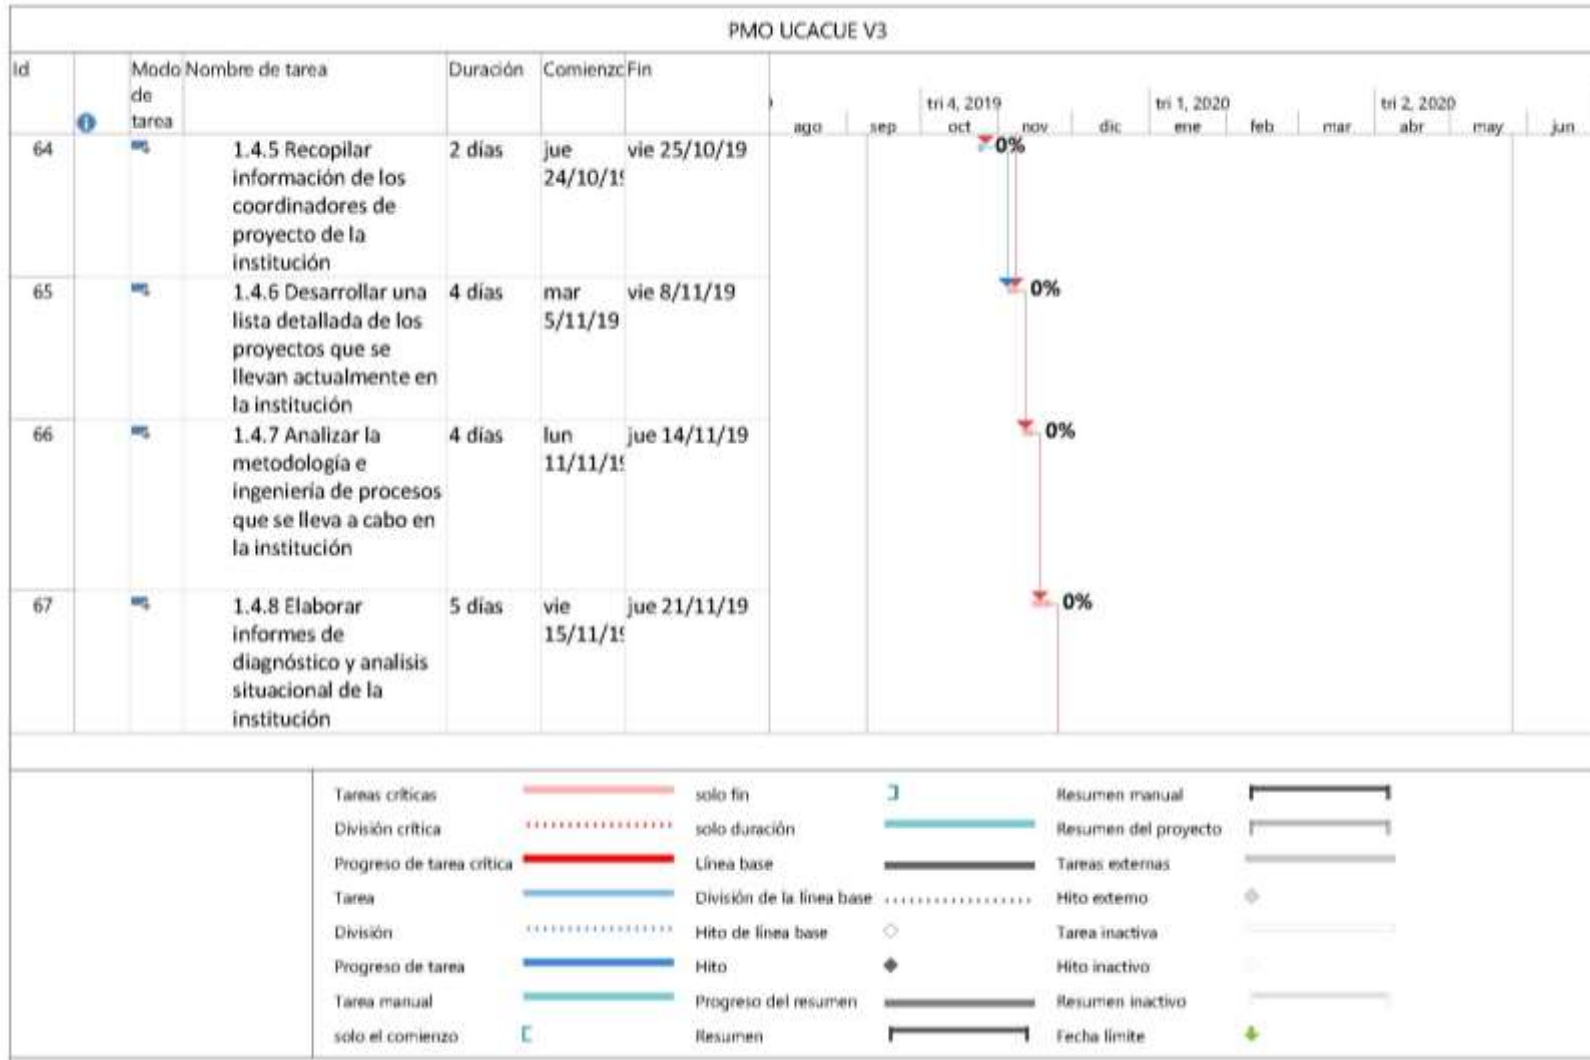 PMO UCACUE V3
Id Modo Nombre de tarea Duración Comienzo Fin
de
tarea
tri 4, 2019 tri 1, 2020 tri 2, 2020
ago sep oct nov dic ene feb mar abr may jun
64 1.4.5 Recopilar 2 días jue vie 25/10/19 0%
información de los 24/10/19
coordinadores de
proyecto de la
institución
65 1.4.6 Desarrollar una 4 días mar vie 8/11/19 0%
lista detallada de los 5/11/19
proyectos que se
llevan actualmente en
la institución
66 1.4.7 Analizar la 4 días lun jue 14/11/19 0%
metodología e 11/11/19
ingeniería de procesos
que se lleva a cabo en
la institución
67 1.4.8 Elaborar 5 días vie jue 21/11/19 0%
informes de 15/11/19
diagnóstico y analisis
situacional de la
institución
Tareas críticas solo fin Resumen manual
División crítica solo duración Resumen del proyecto
Progreso de tarea crítica Línea base Tareas externas
Tarea División de la línea base Hito externo
División Hito de línea base Tarea inactiva
Progreso de tarea Hito Hito inactivo
Tarea manual Progreso del resumen Resumen inactivo
solo el comienzo Resumen Fecha límite